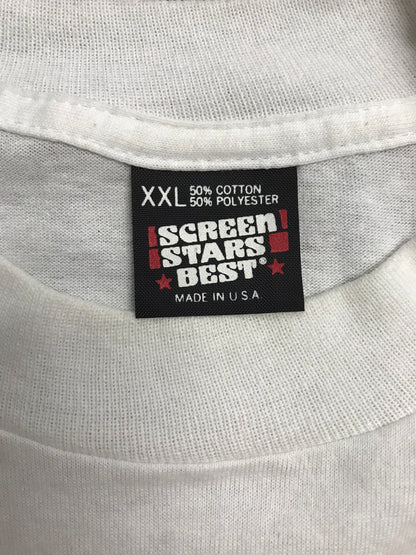 XXL 50% COTTON
50% POLYESTER
SCREEN
STARS
BEST®
MADE IN U.S.A.